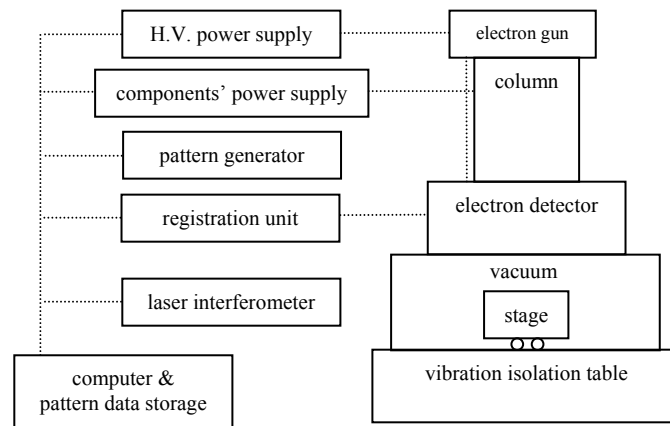 H.V. power supply
electron gun
components’ power supply
column
pattern generator
registration unit
electron detector
vacuum
laser interferometer
stage
computer &
pattern data storage
vibration isolation table